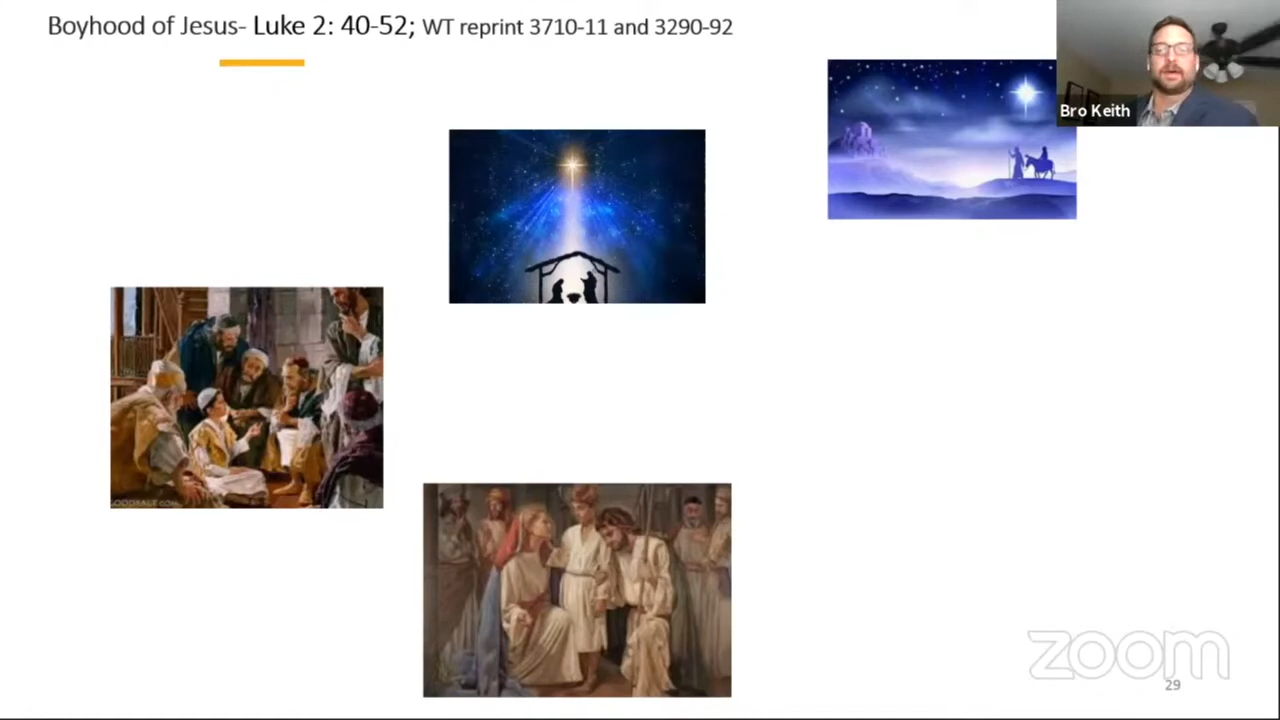 Boyhood of Jesus- Luke 2: 40-52; WT reprint 3710-11 and 3290-92
Bro Keith
zoom
29